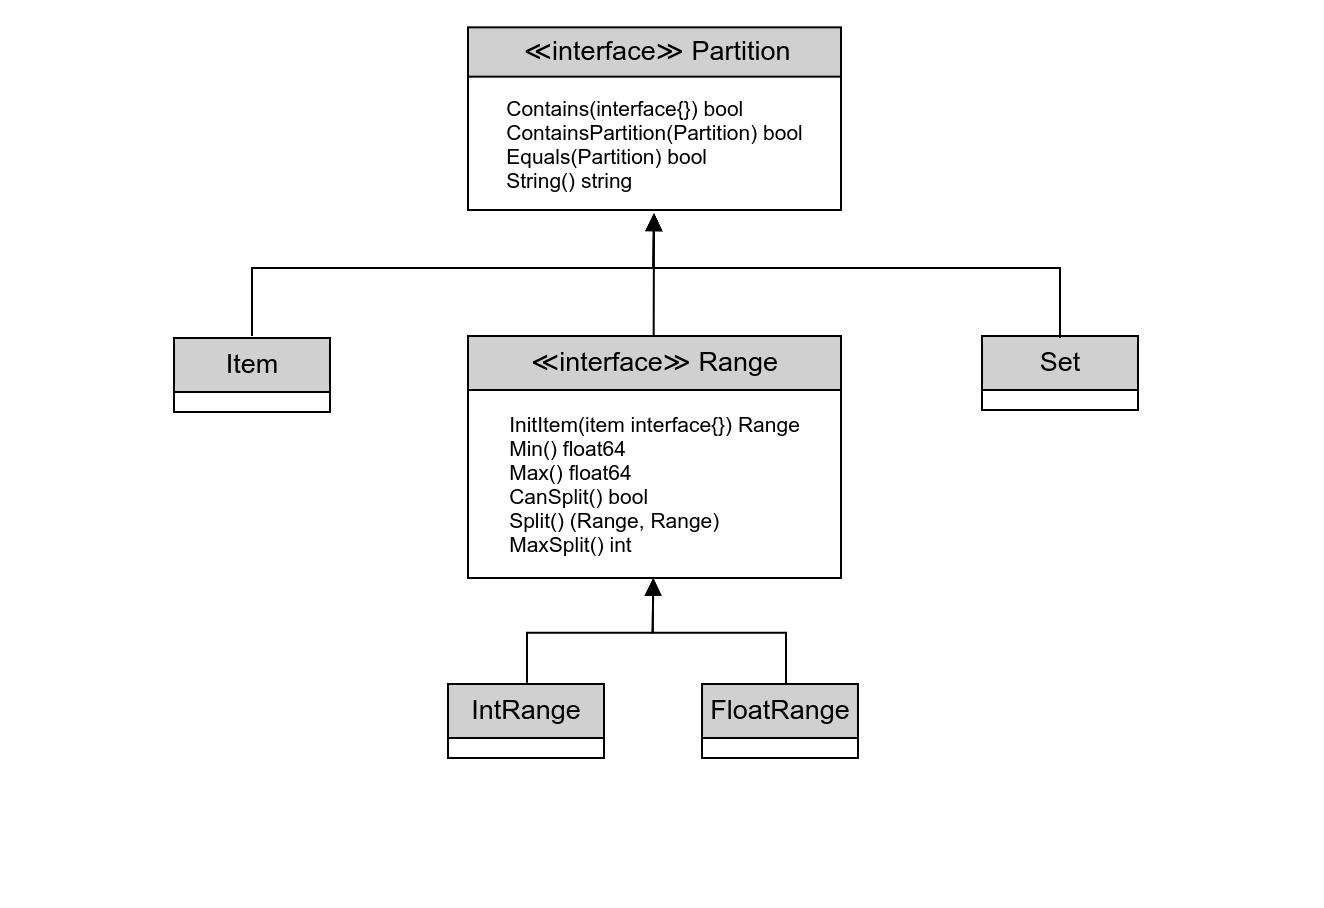 ≪interface≫ Partition
Contains(interface{}) bool
ContainsPartition(Partition) bool
Equals(Partition) bool
String() string
Item
≪interface≫ Range
Set
InitItem(item interface{}) Range
Min() float64
Max() float64
CanSplit() bool
Split() (Range, Range)
MaxSplit() int
IntRange
FloatRange